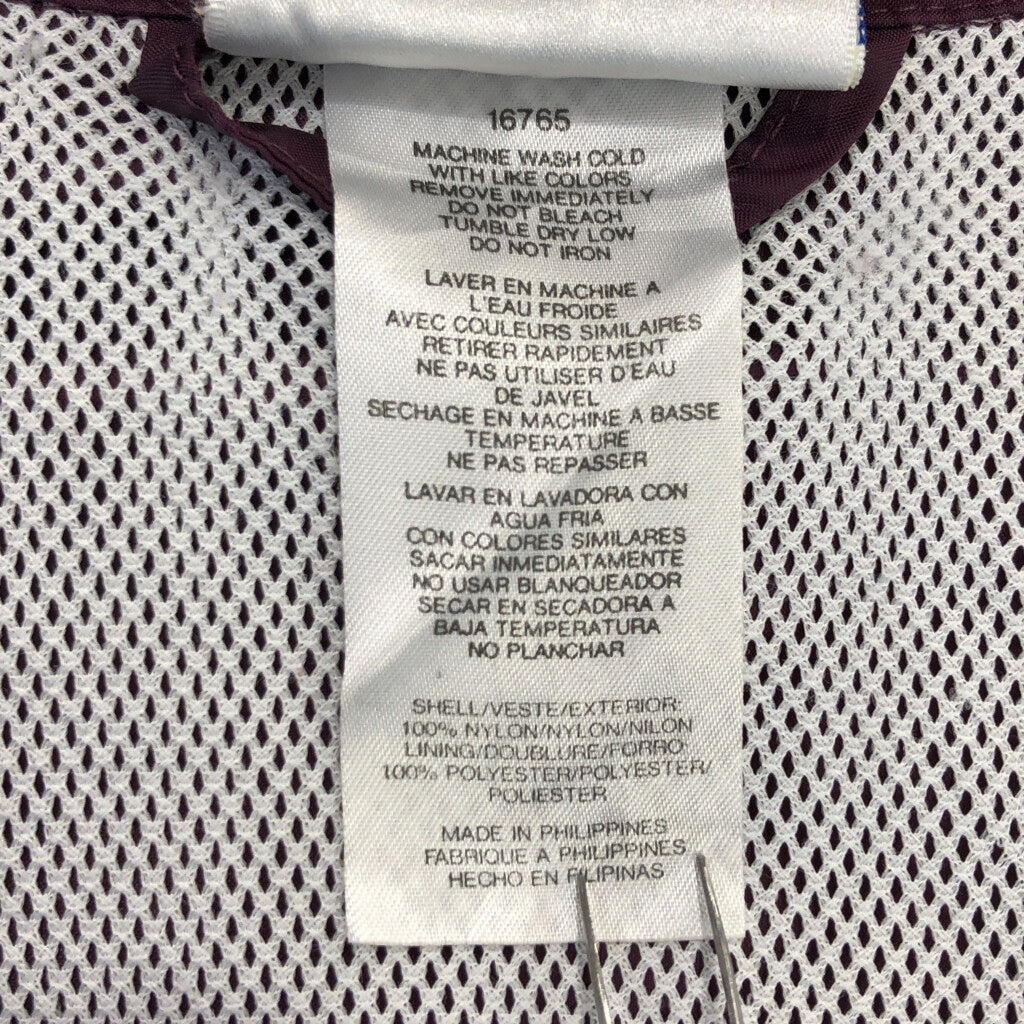 16765
MACHINE WASH COLD
WITH LIKE COLORS
REMOVE IMMEDIATELY
DO NOT BLEACH
TUMBLE DRY LOW
DO NOT IRON
LAVER EN MACHINE A
L'EAU FROIDE
AVEC COULEURS SIMILAIRES
RETIRER RAPIDEMENT
NE PAS UTILISER D'EAU
DE JAVEL
SECHAGE EN MACHINE A BASSE
TEMPERATURE
NE PAS REPASSER
LAVAR EN LAVADORA CON
AGUA FRIA
CON COLORES SIMILARES
SACAR INMEDIATAMENTE
NO USAR BLANQUEADOR
SECAR EN SECADORA A
BAJA TEMPERATURA
NO PLANCHAR
SHELL/VESTE/EXTERIOR:
100% NYLON/NYLON/NILON
LINING/DOUBLURE/FORRO:
100% POLYESTER/POLYESTER/
POLIESTER
MADE IN PHILIPPINES
FABRIQUE A PHILIPPINES
HECHO EN FILIPINAS